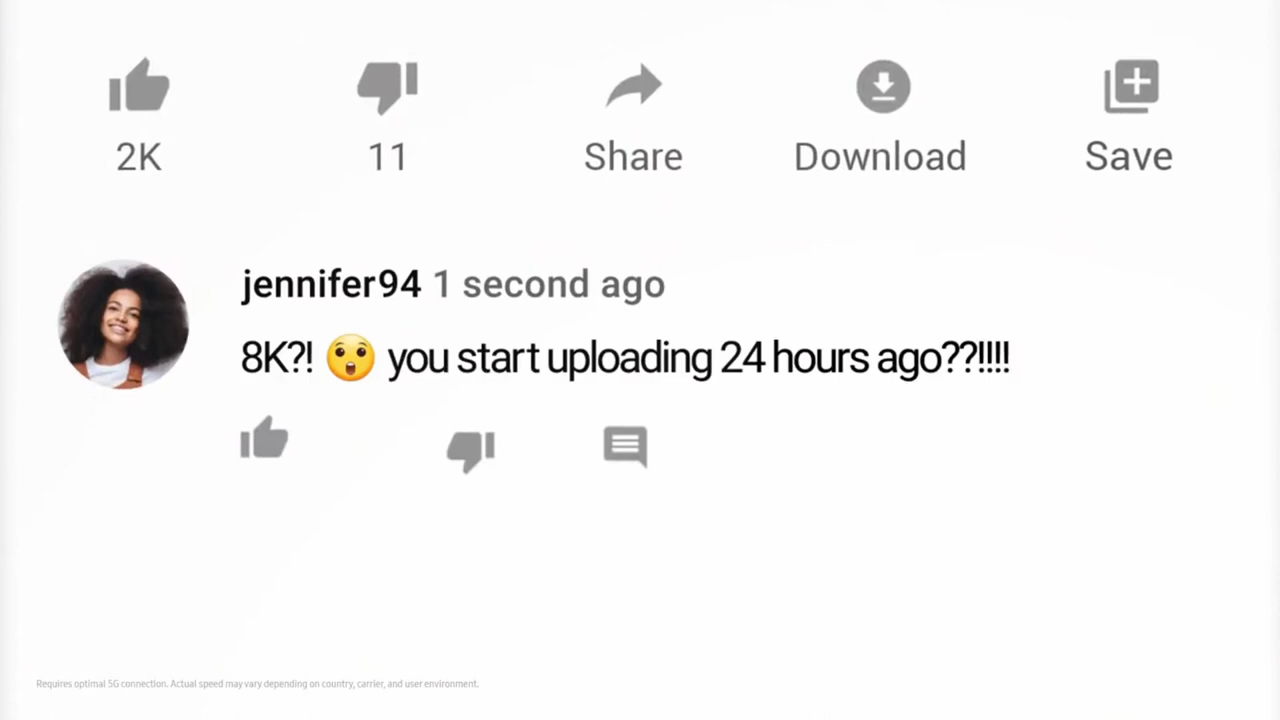 2K 11 Share Download Save
jennifer94 1 second ago
8K?! 😲 you start uploading 24 hours ago??!!!!
Requires optimal 5G connection. Actual speed may vary depending on country, carrier, and user environment.